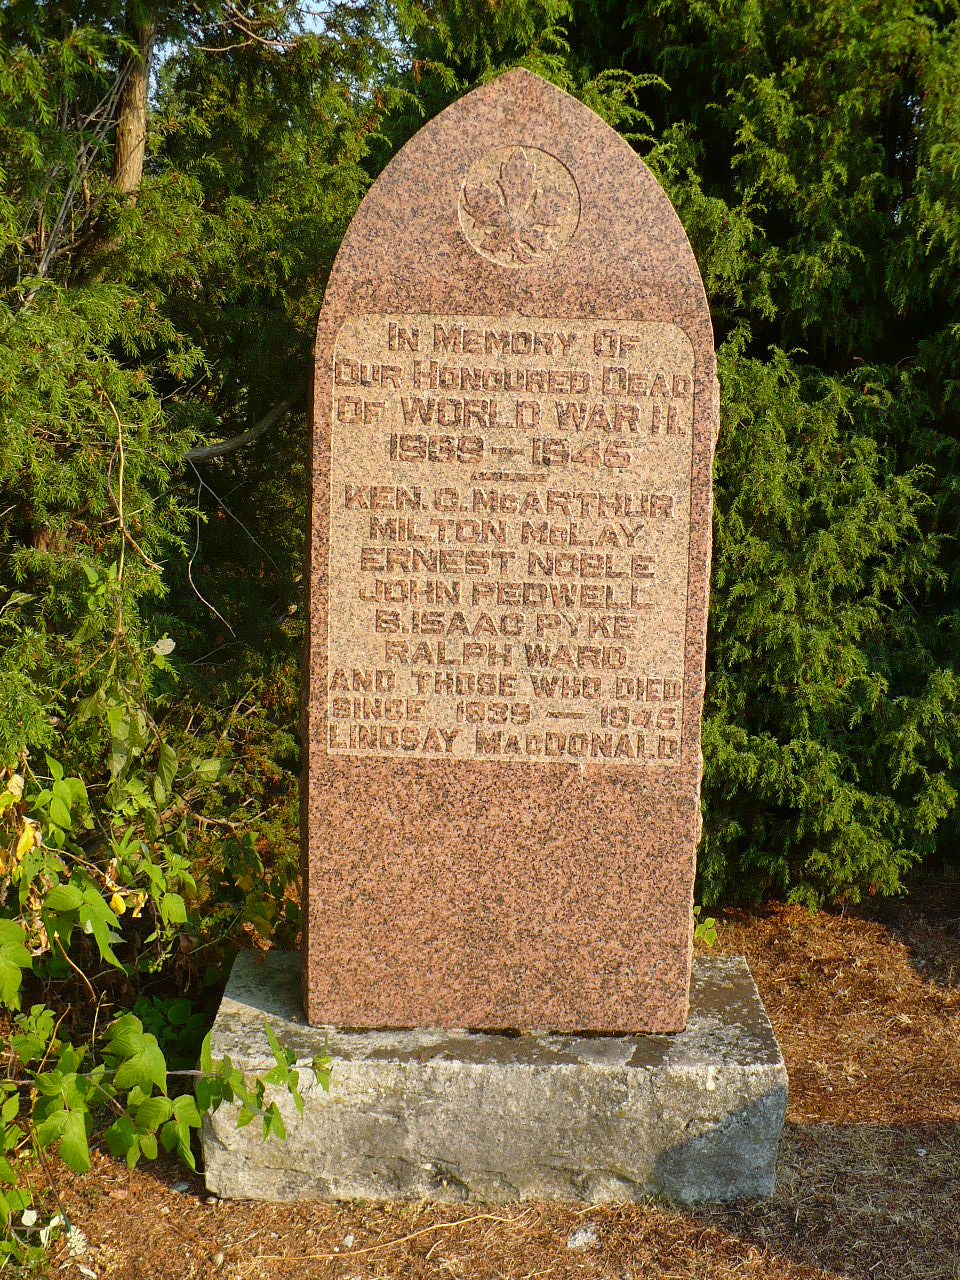 IN MEMORY OF
OUR HONOURED DEAD
OF WORLD WAR II.
1939 – 1945
KEN. G. McARTHUR
MILTON McLAY
ERNEST NOBLE
JOHN PEDWELL
B. ISAAC PYKE
RALPH WARD
AND THOSE WHO DIED
SINCE 1939 – 1945
LINDSAY MacDONALD